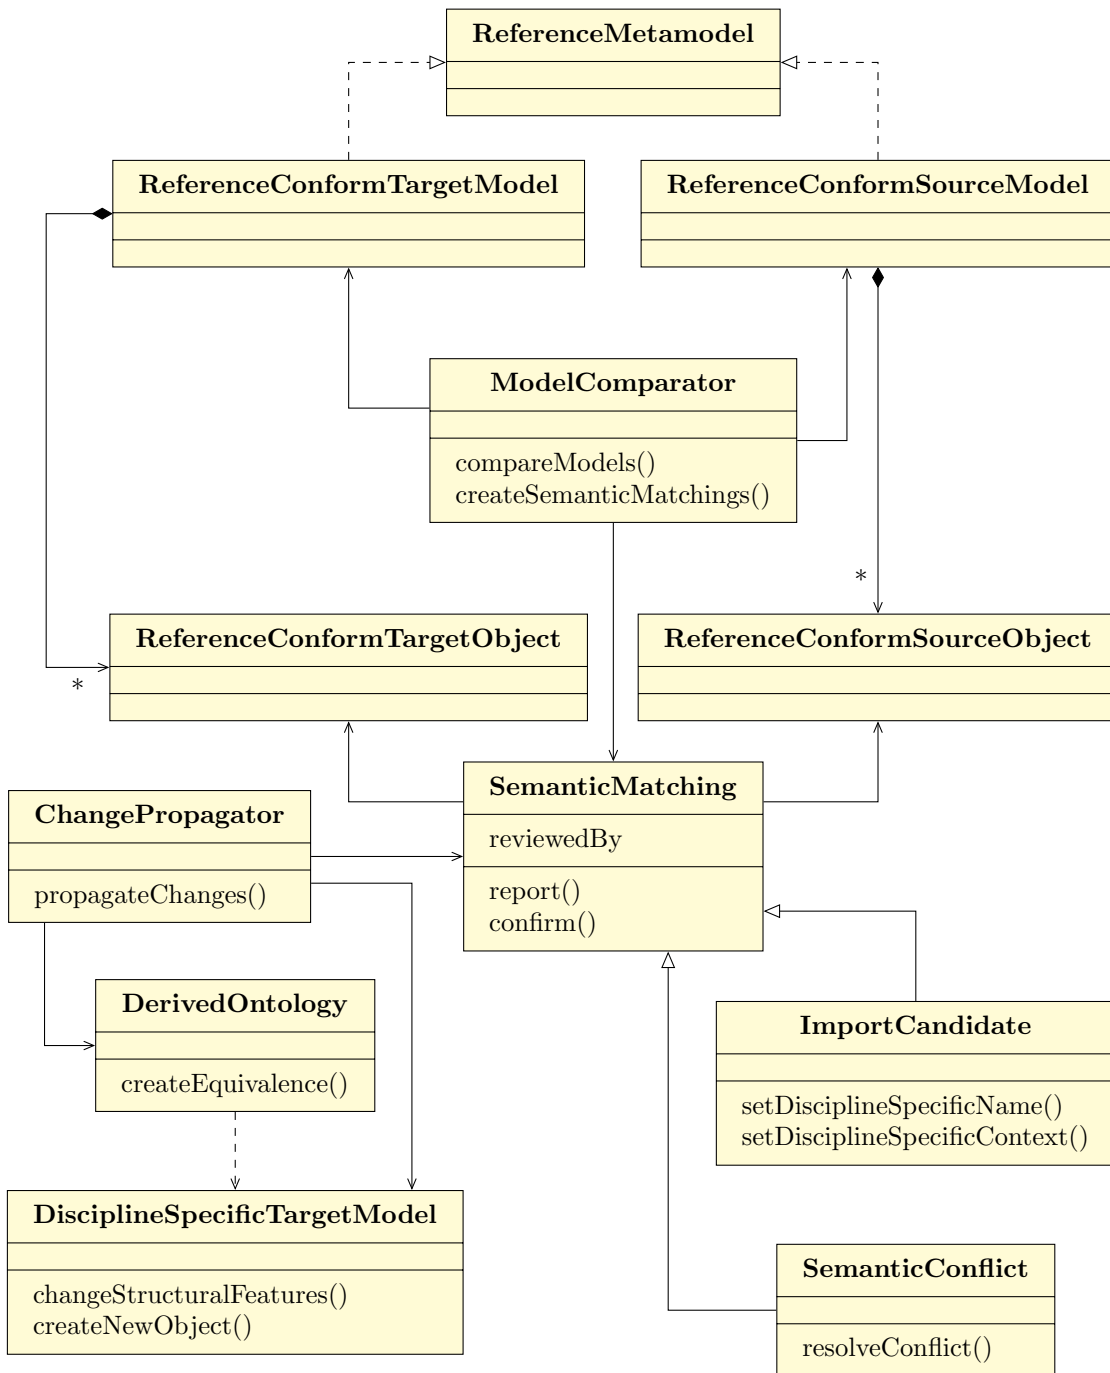 ReferenceMetamodel
ReferenceConformTargetModel
ReferenceConformSourceModel
ModelComparator
compareModels()
createSemanticMatchings()
*
ReferenceConformTargetObject
ReferenceConformSourceObject
*
SemanticMatching
reviewedBy
report()
confirm()
ChangePropagator
propagateChanges()
DerivedOntology
createEquivalence()
ImportCandidate
setDisciplineSpecificName()
setDisciplineSpecificContext()
DisciplineSpecificTargetModel
changeStructuralFeatures()
createNewObject()
SemanticConflict
resolveConflict()